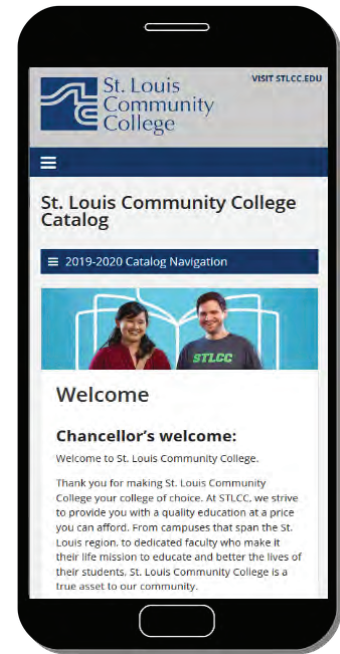 VISIT STLCC.EDU
St. Louis
Community
College
St. Louis Community College
Catalog
2019-2020 Catalog Navigation
STLCC
Welcome
Chancellor's welcome:
Welcome to St. Louis Community College.
Thank you for making St. Louis Community
College your college of choice. At STLCC, we strive
to provide you with a quality education at a price
you can afford. From campuses that span the St.
Louis region, to dedicated faculty who make it
their life mission to educate and better the lives of
their students, St. Louis Community College is a
true asset to our community.